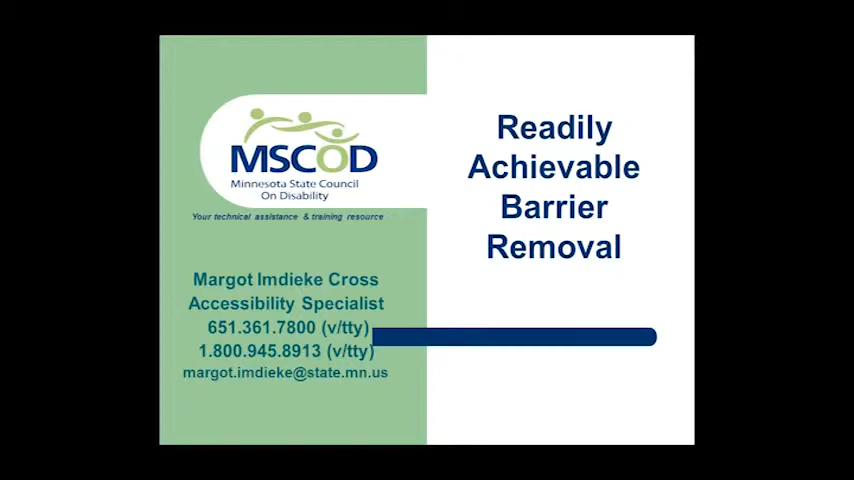 MSCOD
Minnesota State Council
On Disability
Your technical assistance & training resource
Margot Imdieke Cross
Accessibility Specialist
651.361.7800 (v/tty)
1.800.945.8913 (v/tty)
margot.imdieke@state.mn.us
Readily
Achievable
Barrier
Removal